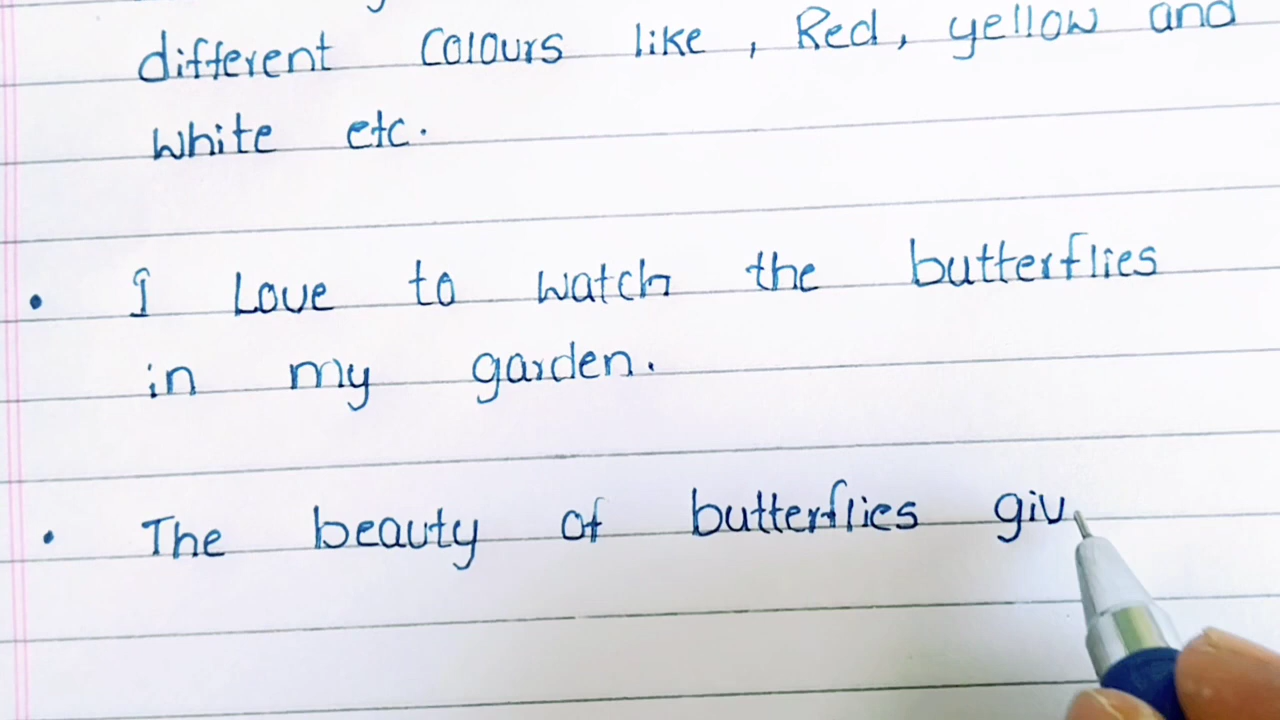 different Colours like , Red, yellow and
white etc.
• I Love to watch the butterflies
in my garden.
• The beauty of butterflies giv